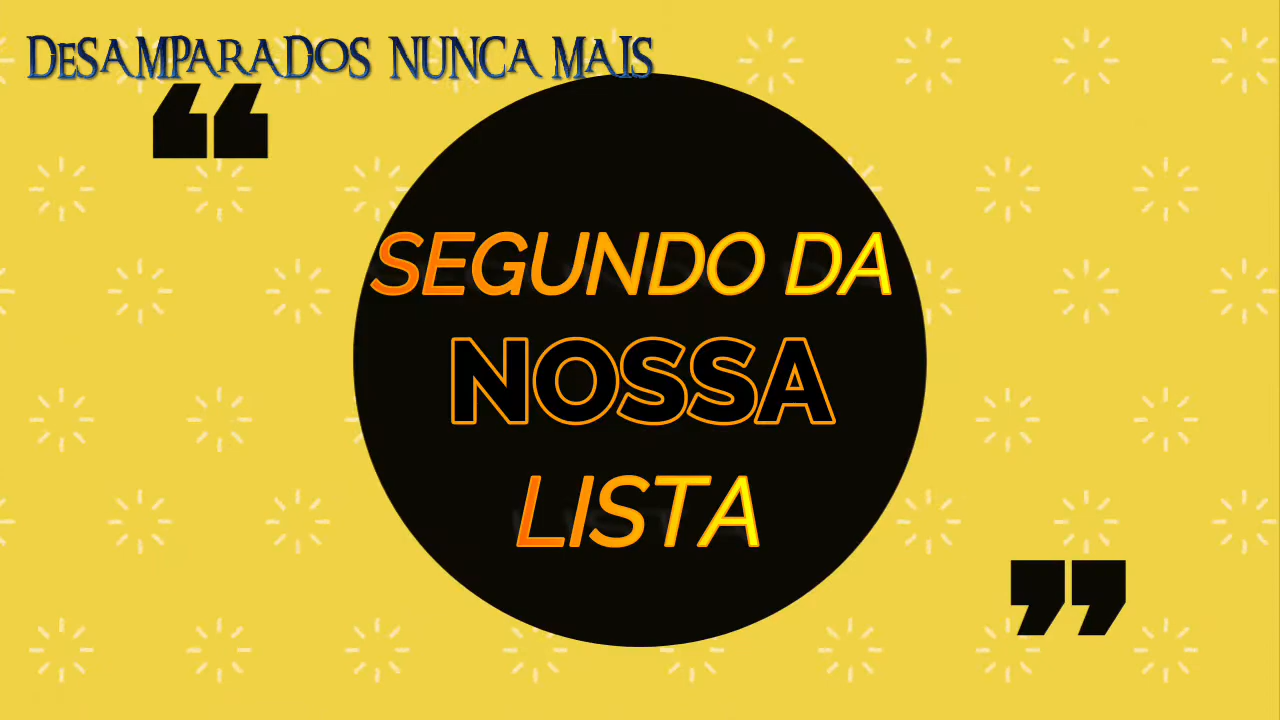 DESAMPARADOS NUNCA MAIS
“
SEGUNDO DA
NOSSA
LISTA
”